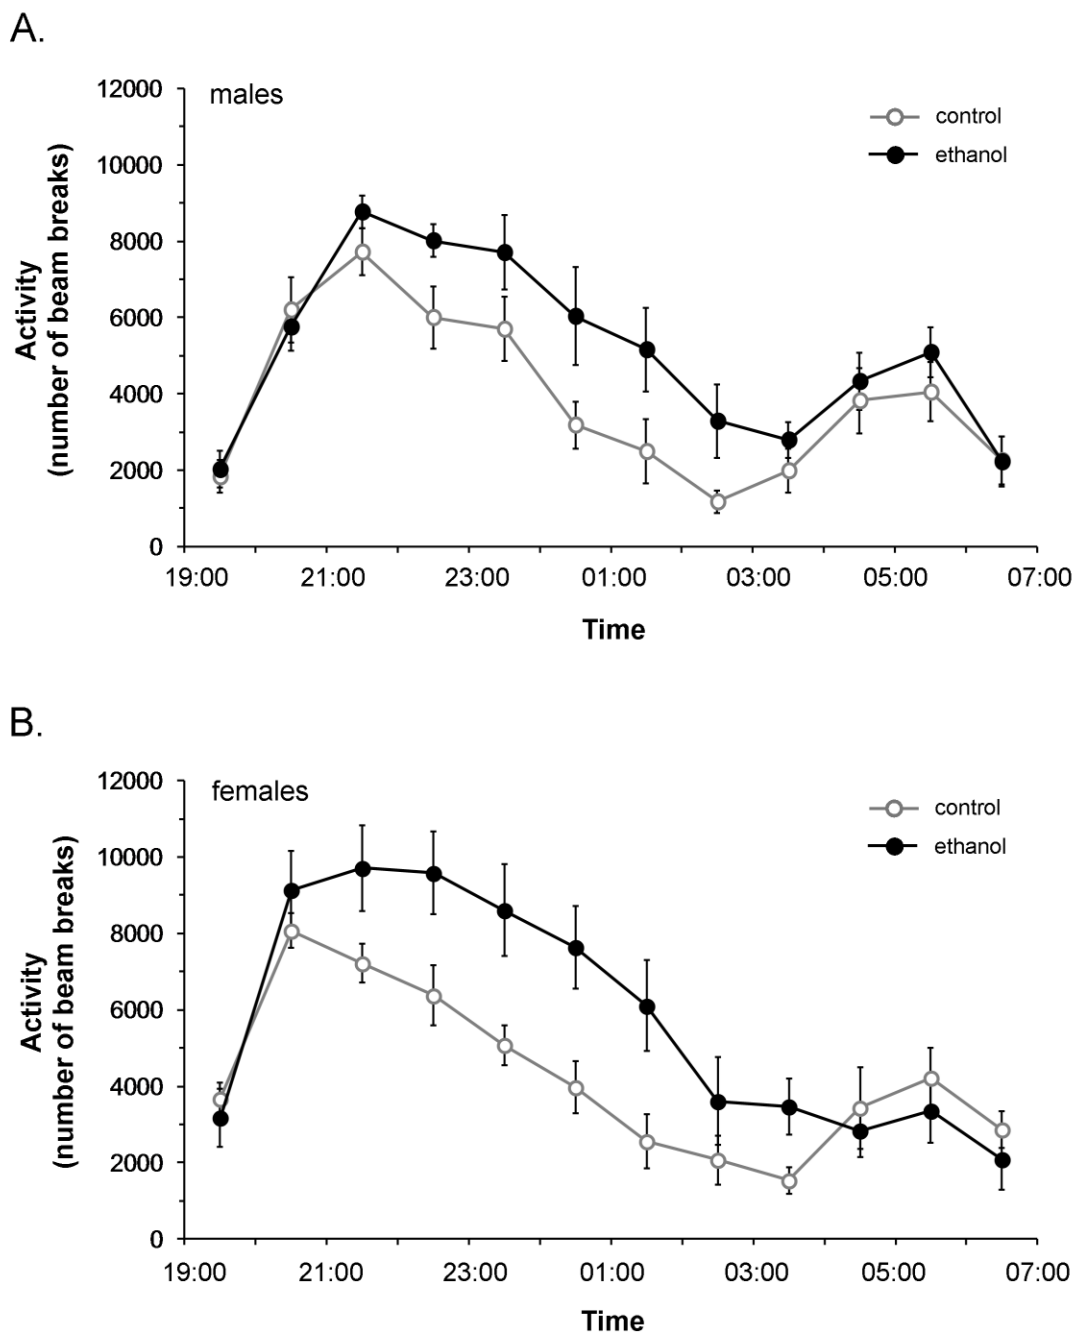 A.
males
control
ethanol
12000
10000
8000
6000
4000
2000
0
Activity
(number of beam breaks)
19:00 21:00 23:00 01:00 03:00 05:00 07:00
Time
B.
females
control
ethanol
12000
10000
8000
6000
4000
2000
0
Activity
(number of beam breaks)
19:00 21:00 23:00 01:00 03:00 05:00 07:00
Time